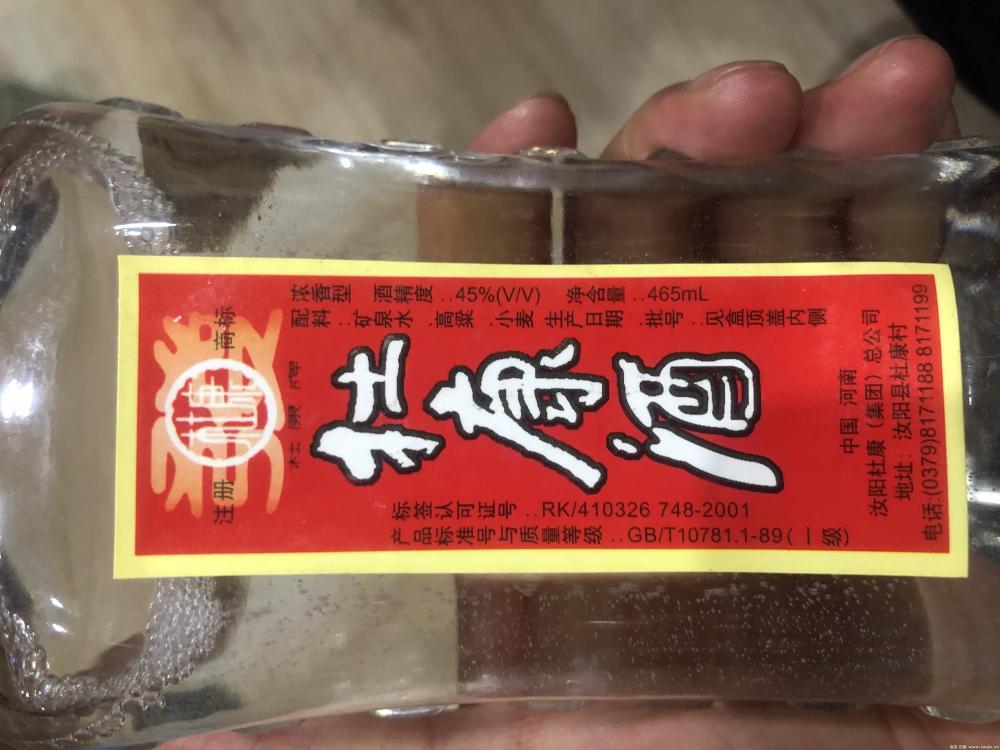 浓香型 酒精度：45%(V/V) 净含量：465mL
配料：矿泉水、高粱、小麦 生产日期、批号：见盒顶盖内侧
注册商标
杜康
杜康牌
杜康酒
标签认可证号：RK/410326 748-2001
产品标准号与质量等级：GB/T10781.1-89(一级)
中国 河南
汝阳杜康（集团）总公司
地址：汝阳县杜康村
电话:(0379)8171188 8171199